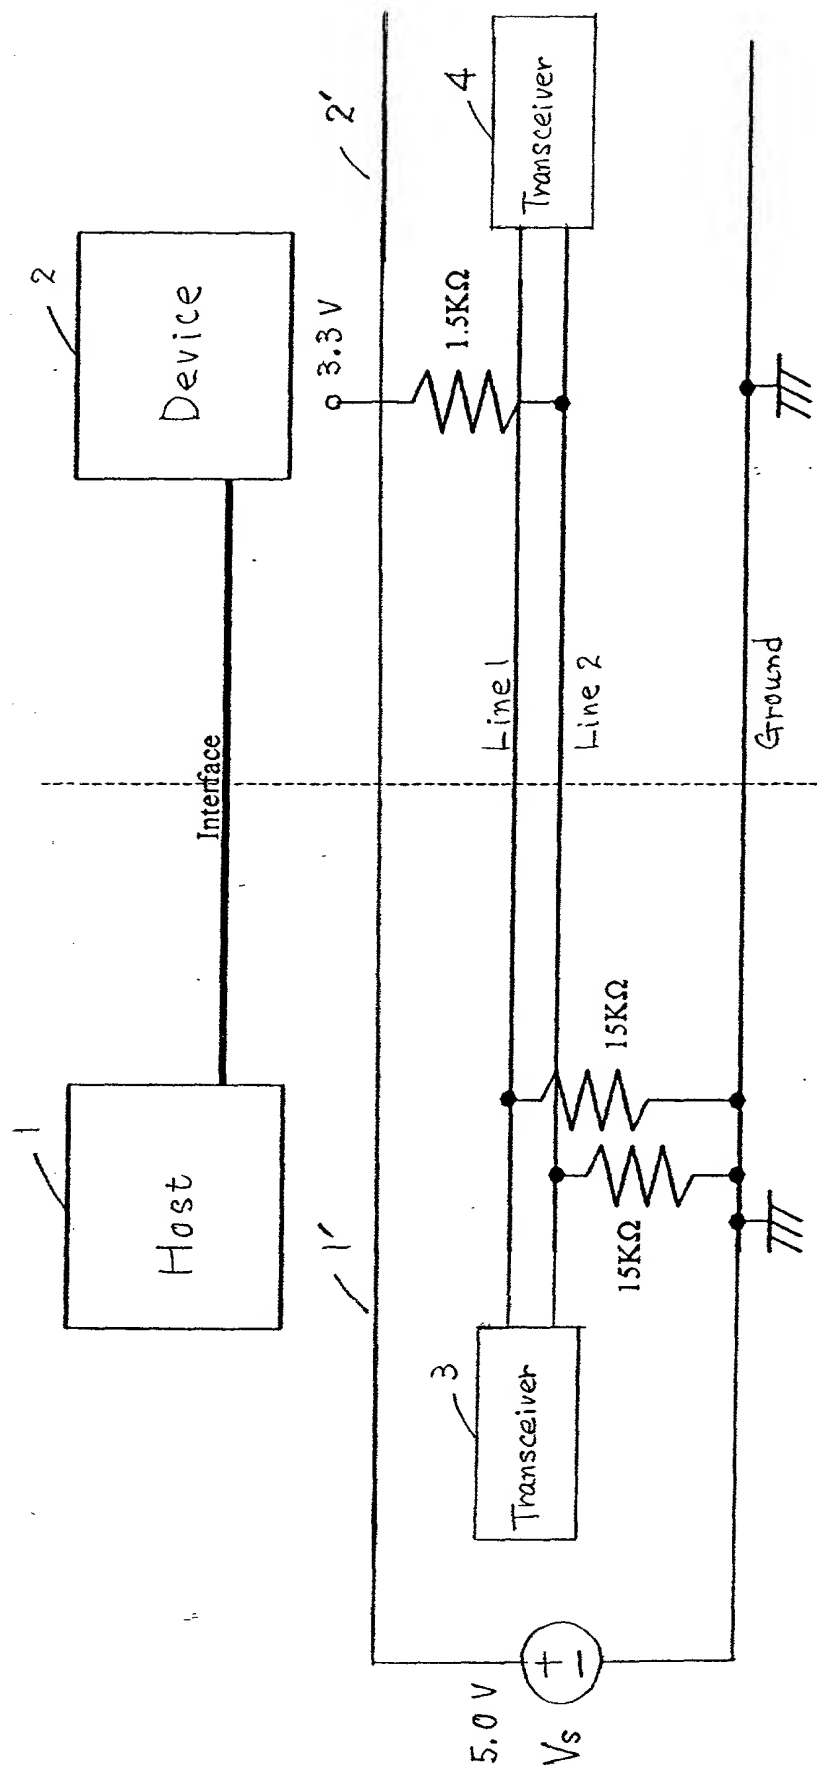 1
Host
Interface
2
Device
1'
2'
3.3 V
1.5KΩ
3
Transceiver
4
Transceiver
Line 1
Line 2
15KΩ
15KΩ
5.0 V
Vs
+
−
Ground